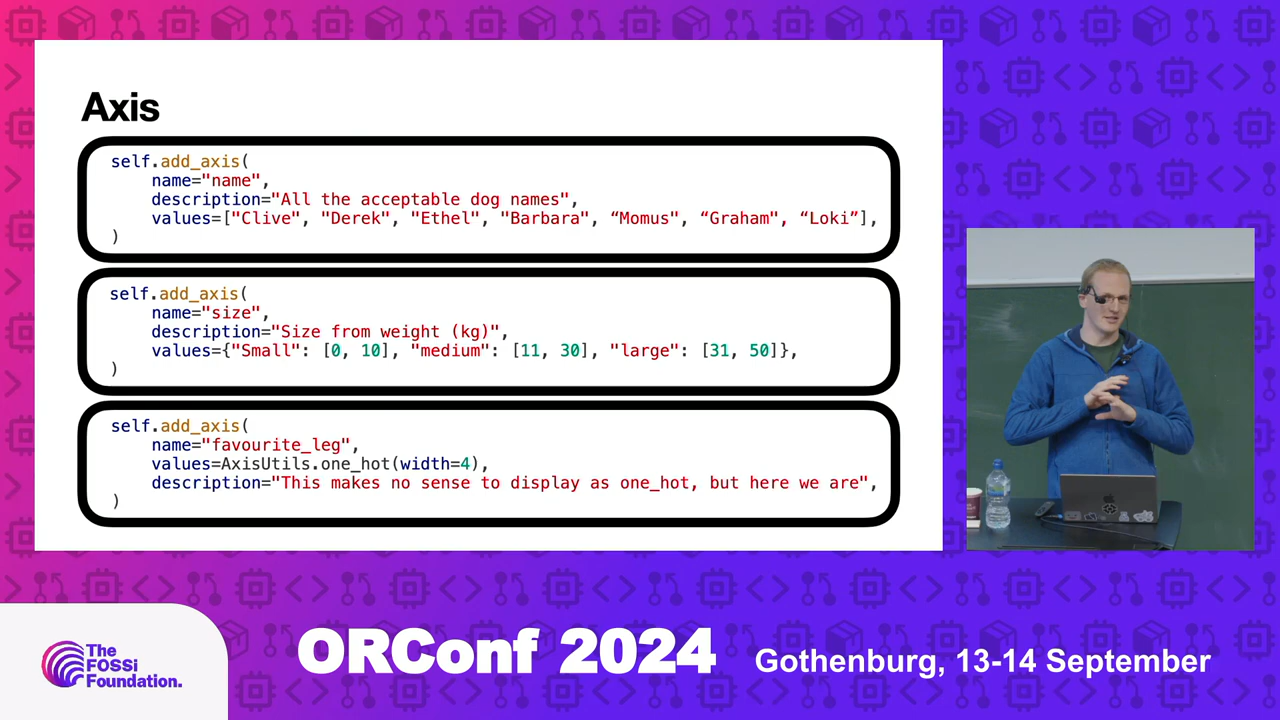 Axis
self.add_axis(
name="name",
description="All the acceptable dog names",
values=["Clive", "Derek", "Ethel", "Barbara", “Momus", “Graham", “Loki”],
)
self.add_axis(
name="size",
description="Size from weight (kg)",
values={"Small": [0, 10], "medium": [11, 30], "large": [31, 50]},
)
self.add_axis(
name="favourite_leg",
values=AxisUtils.one_hot(width=4),
description="This makes no sense to display as one_hot, but here we are",
)
The
FOSSi
Foundation.
ORConf 2024
Gothenburg, 13-14 September